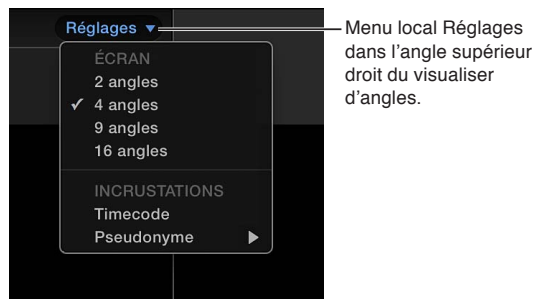 Réglages
ÉCRAN
2 angles
✓ 4 angles
9 angles
16 angles
INCRUSTATIONS
Timecode
Pseudonyme
Menu local Réglages
dans l'angle supérieur
droit du visualiser
d'angles.